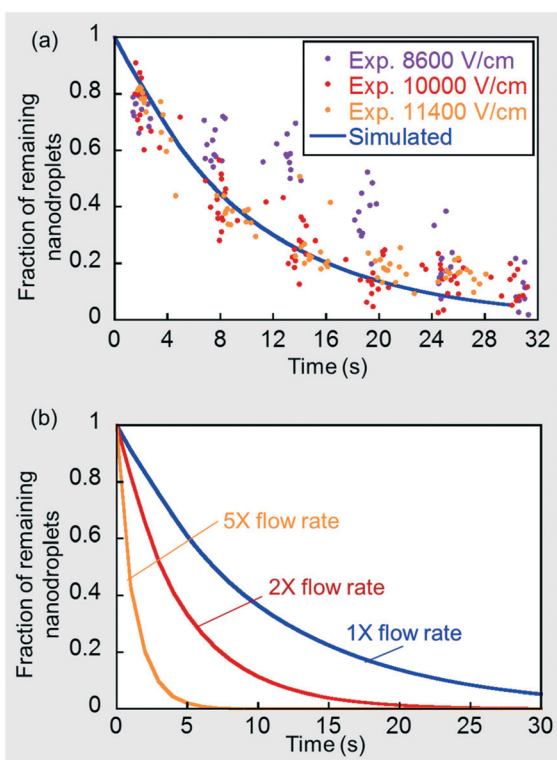 (a)
Fraction of remaining
nanodroplets
1
0.8
0.6
0.4
0.2
0
Exp. 8600 V/cm
Exp. 10000 V/cm
Exp. 11400 V/cm
Simulated
0 4 8 12 16 20 24 28 32
Time (s)
(b)
Fraction of remaining
nanodroplets
1
0.8
0.6
0.4
0.2
0
5X flow rate
2X flow rate
1X flow rate
0 5 10 15 20 25 30
Time (s)